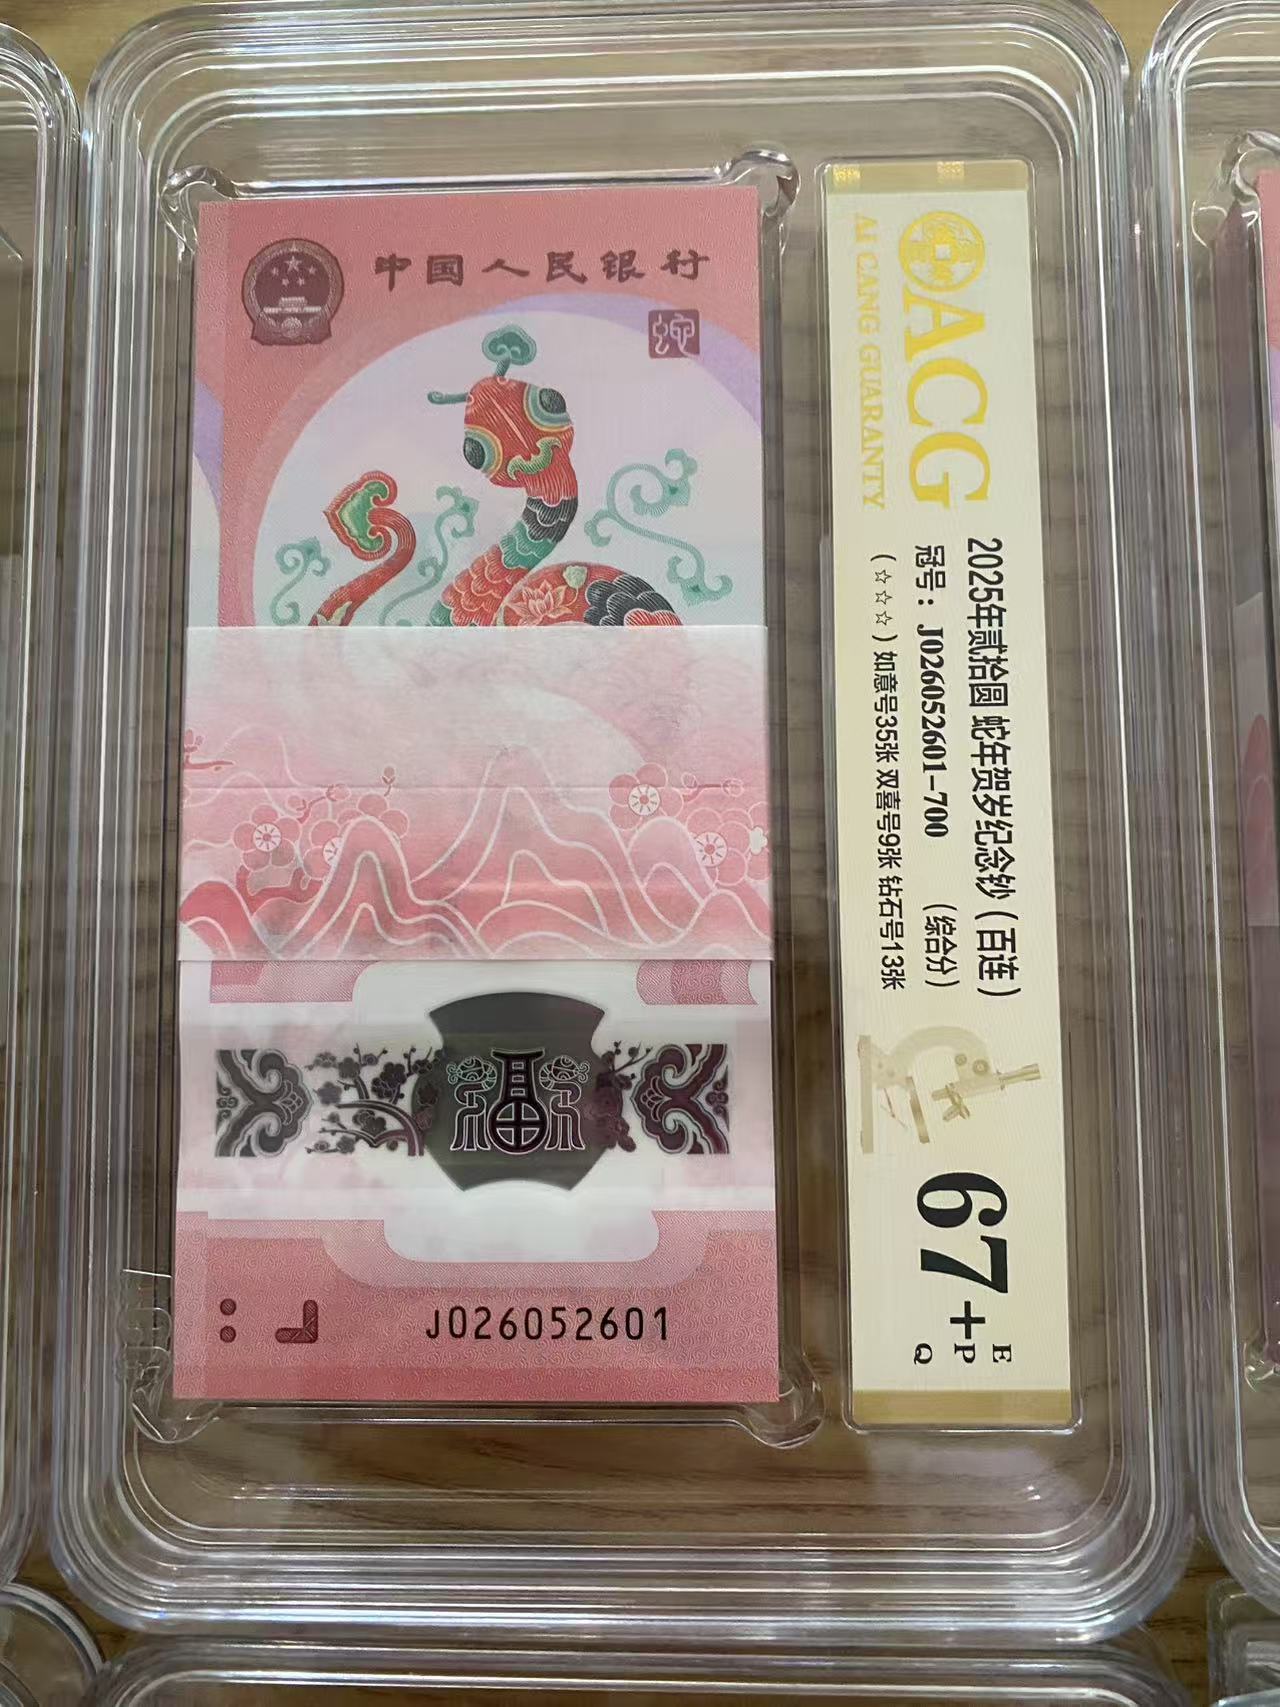 中国人民银行
蛇
福
J026052601
ACG
AI CANG GUARANTY
2025年贰拾圆 蛇年贺岁纪念钞（百连）
冠号：J026052601-700 （综合分）
（☆☆☆）如意号35张 双喜号9张 钻石号13张
67+
E
P
Q